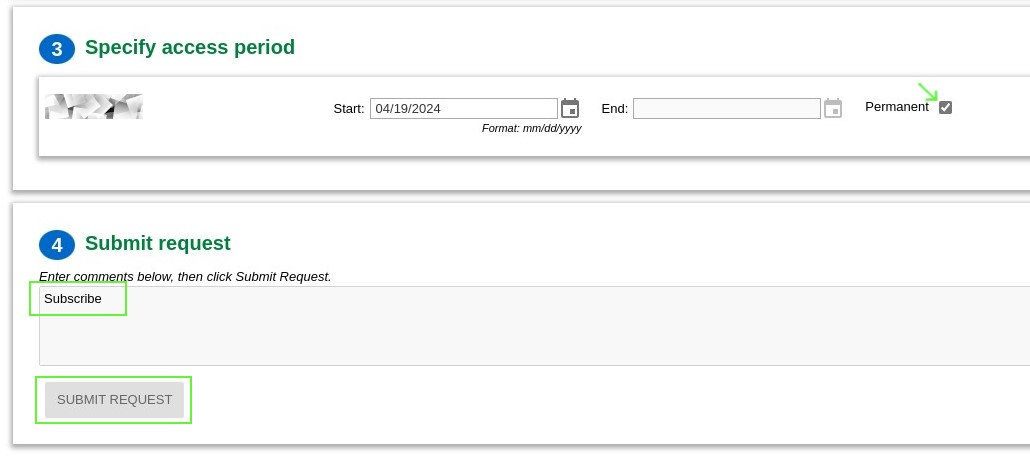 3 Specify access period
Start: 04/19/2024 End: Permanent
Format: mm/dd/yyyy
4 Submit request
Enter comments below, then click Submit Request.
Subscribe
SUBMIT REQUEST